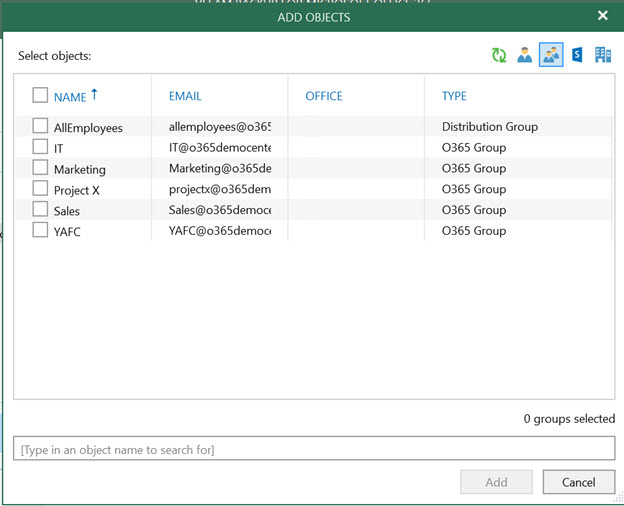 ADD OBJECTS
Select objects:
NAME EMAIL OFFICE TYPE
AllEmployees allemployees@o365 Distribution Group
IT IT@o365democente O365 Group
Marketing Marketing@o365de O365 Group
Project X projectx@o365dem O365 Group
Sales Sales@o365democe O365 Group
YAFC YAFC@o365democe O365 Group
0 groups selected
[Type in an object name to search for]
Add Cancel